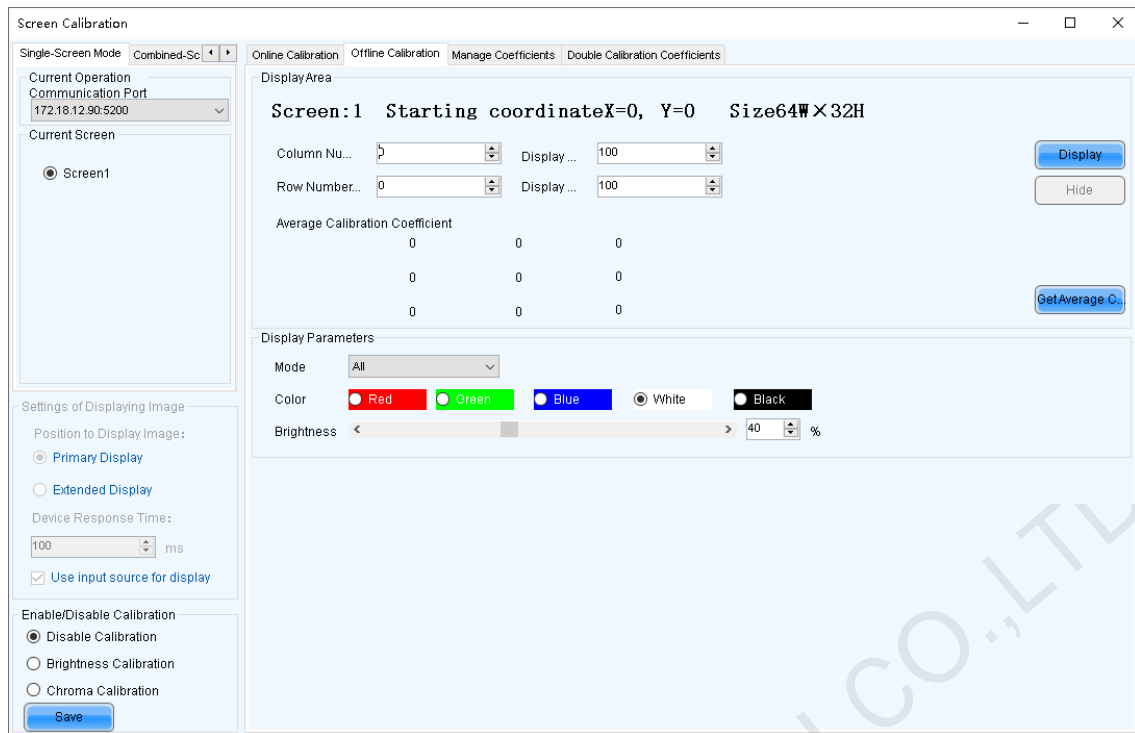 Screen Calibration
Single-Screen Mode Combined-Sc
Online Calibration Offline Calibration Manage Coefficients Double Calibration Coefficients
Current Operation
Communication Port
172.18.12.90:5200
Current Screen
Screen1
Settings of Displaying Image
Position to Display Image:
Primary Display
Extended Display
Device Response Time:
100 ms
Use input source for display
Enable/Disable Calibration
Disable Calibration
Brightness Calibration
Chroma Calibration
Save
DisplayArea
Screen:1 Starting coordinateX=0, Y=0 Size64W×32H
Column Nu... Display ... 100
Row Number... 0 Display ... 100
Display
Hide
Average Calibration Coefficient
0 0 0
0 0 0
0 0 0
GetAverage C...
Display Parameters
Mode All
Color Red Green Blue White Black
Brightness < > 40 %
CO.,LTD